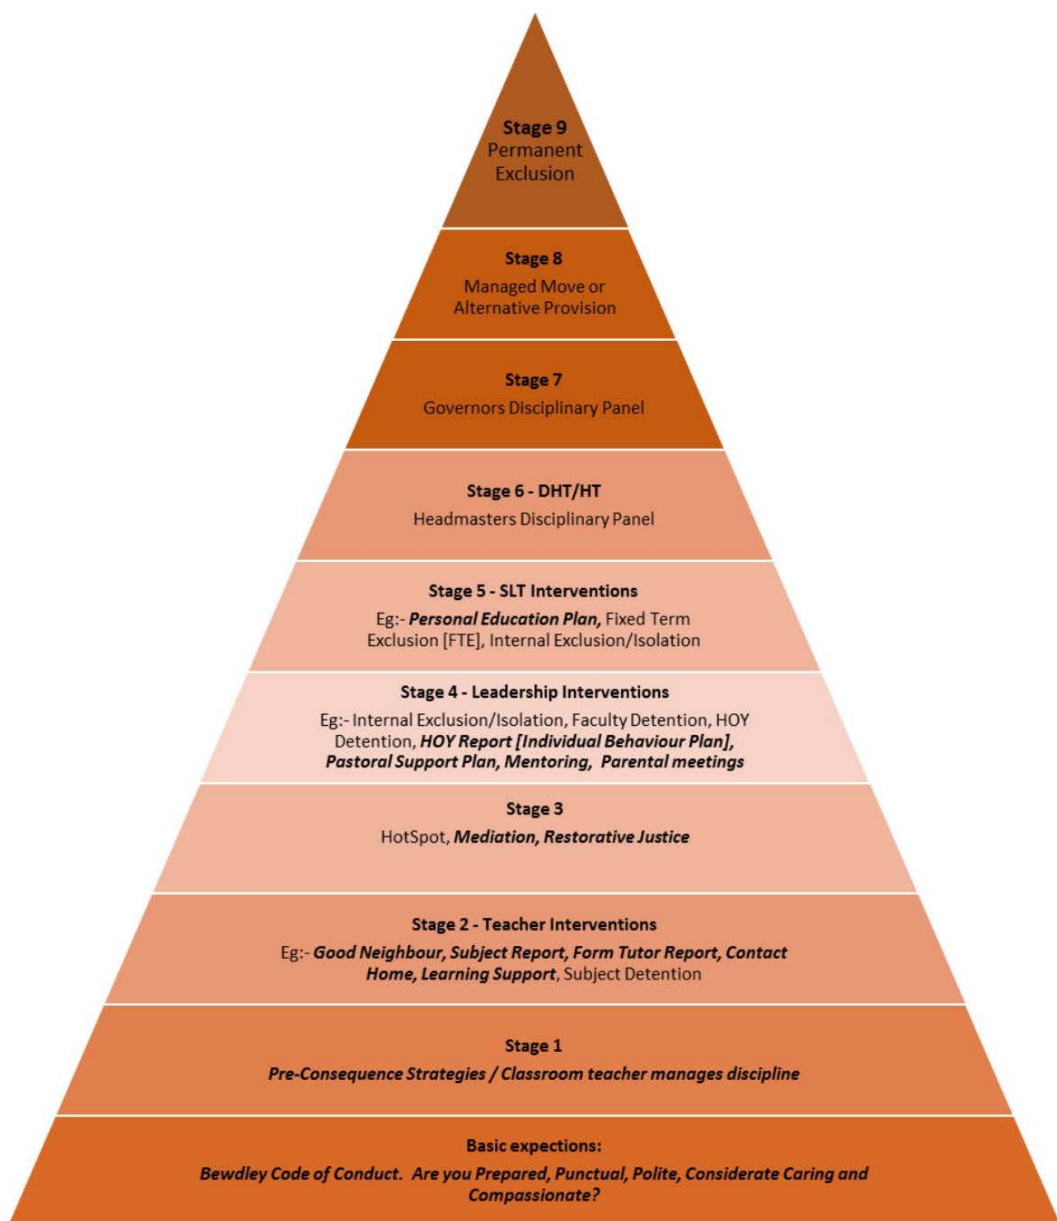 Stage 9
Permanent
Exclusion
Stage 8
Managed Move or
Alternative Provision
Stage 7
Governors Disciplinary Panel
Stage 6 - DHT/HT
Headmasters Disciplinary Panel
Stage 5 - SLT Interventions
Eg:- Personal Education Plan, Fixed Term
Exclusion [FTE], Internal Exclusion/Isolation
Stage 4 - Leadership Interventions
Eg:- Internal Exclusion/Isolation, Faculty Detention, HOY
Detention, HOY Report [Individual Behaviour Plan],
Pastoral Support Plan, Mentoring, Parental meetings
Stage 3
HotSpot, Mediation, Restorative Justice
Stage 2 - Teacher Interventions
Eg:- Good Neighbour, Subject Report, Form Tutor Report, Contact
Home, Learning Support, Subject Detention
Stage 1
Pre-Consequence Strategies / Classroom teacher manages discipline
Basic expections:
Bewdley Code of Conduct. Are you Prepared, Punctual, Polite, Considerate Caring and
Compassionate?